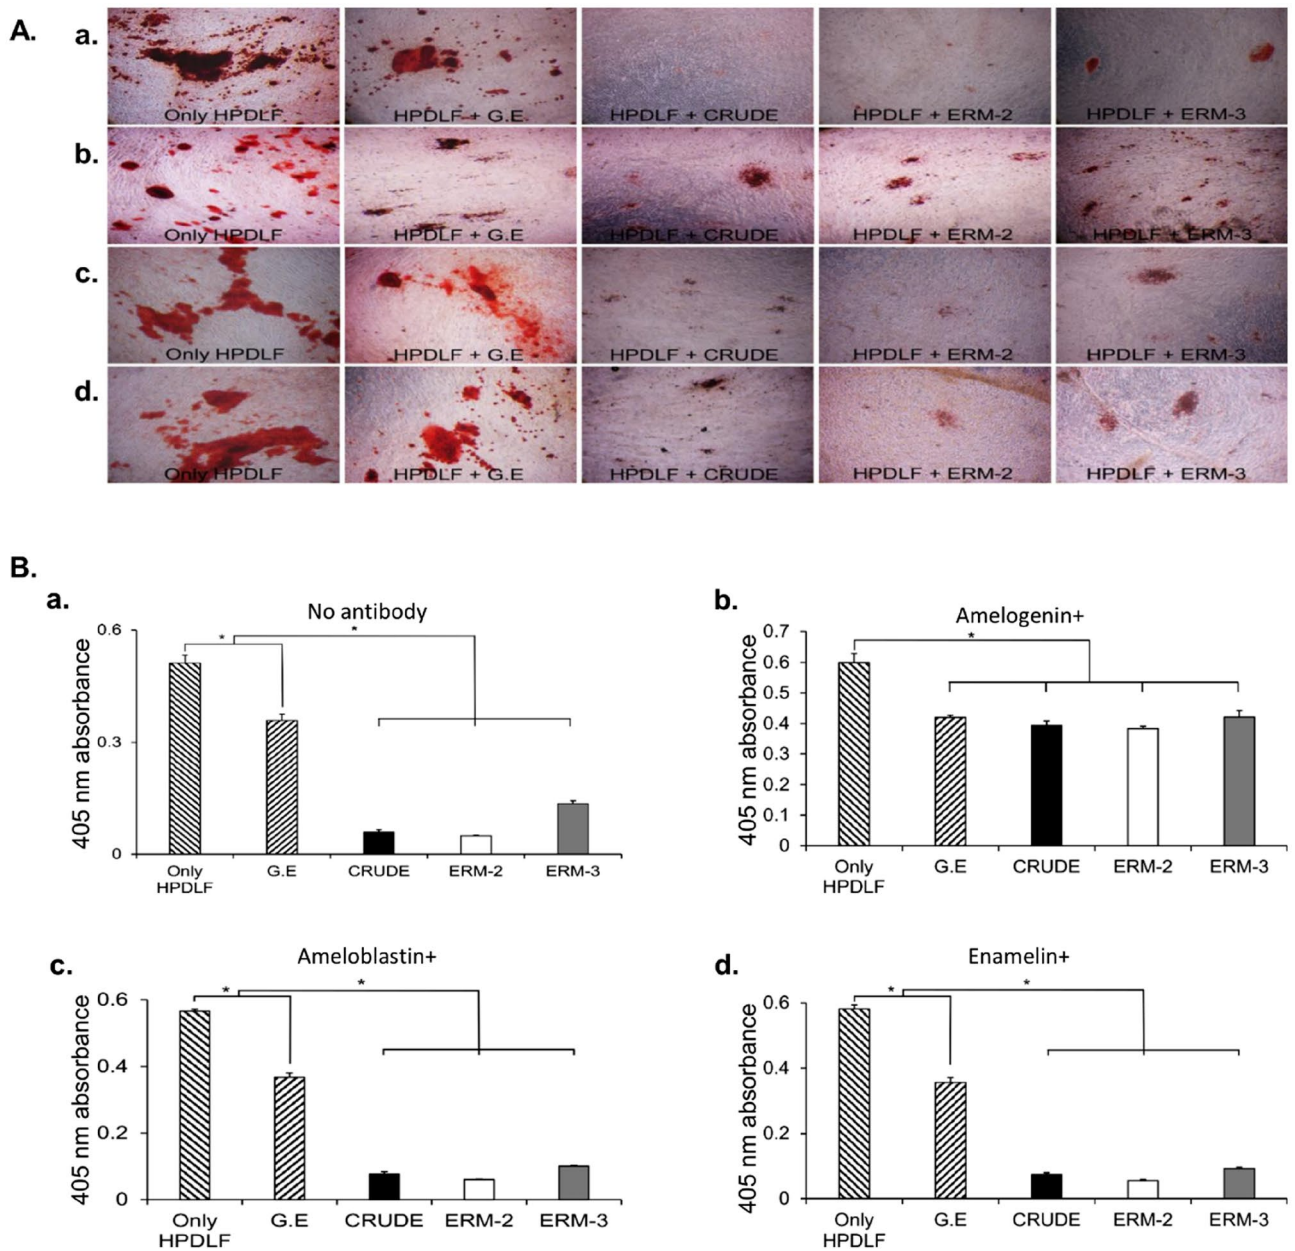 A.
a.
Only HPDLF
HPDLF + G.E
HPDLF + CRUDE
HPDLF + ERM-2
HPDLF + ERM-3
b.
Only HPDLF
HPDLF + G.E
HPDLF + CRUDE
HPDLF + ERM-2
HPDLF + ERM-3
c.
Only HPDLF
HPDLF + G.E
HPDLF + CRUDE
HPDLF + ERM-2
HPDLF + ERM-3
d.
Only HPDLF
HPDLF + G.E
HPDLF + CRUDE
HPDLF + ERM-2
HPDLF + ERM-3
B.
a.
No antibody
405 nm absorbance
0.6
0.3
0
*
*
Only
HPDLF
G.E
CRUDE
ERM-2
ERM-3
b.
Amelogenin+
405 nm absorbance
0.7
0.6
0.5
0.4
0.3
0.2
0.1
0
*
Only
HPDLF
G.E
CRUDE
ERM-2
ERM-3
c.
Ameloblastin+
405 nm absorbance
0.6
0.4
0.2
0
*
*
Only
HPDLF
G.E
CRUDE
ERM-2
ERM-3
d.
Enamelin+
405 nm absorbance
0.6
0.4
0.2
0
*
*
Only
HPDLF
G.E
CRUDE
ERM-2
ERM-3